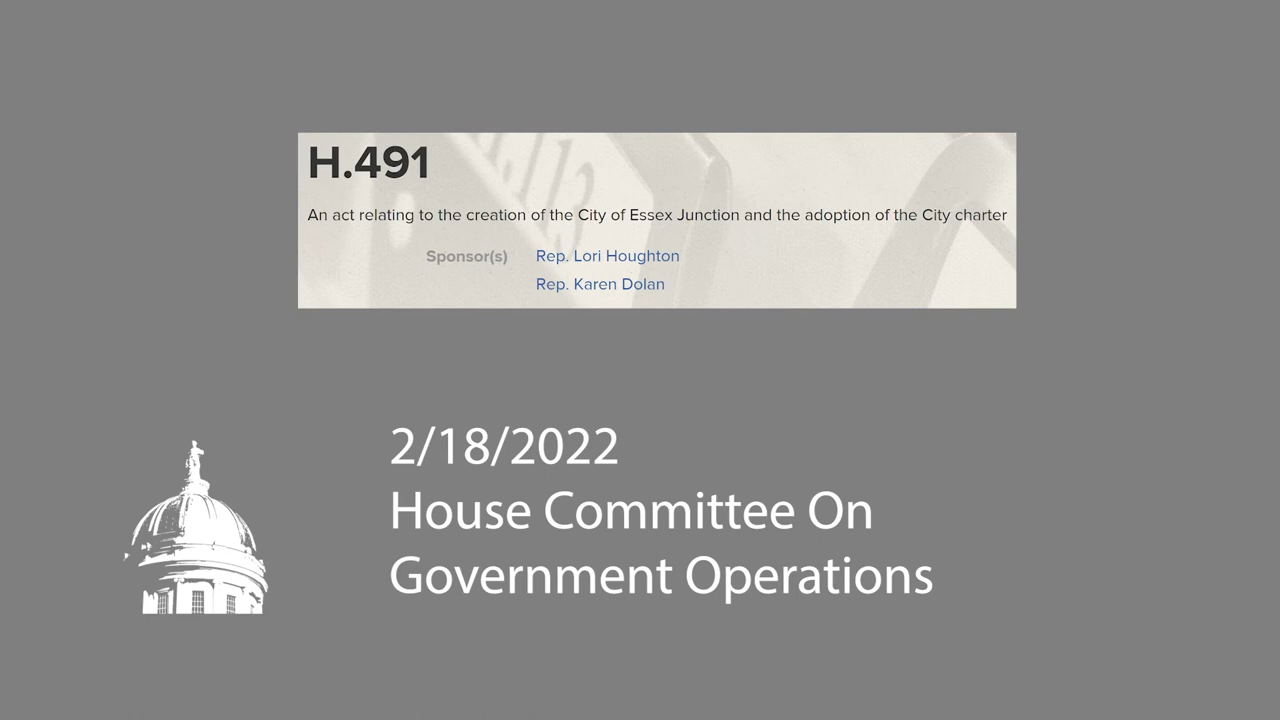 H.491
An act relating to the creation of the City of Essex Junction and the adoption of the City charter
Sponsor(s) Rep. Lori Houghton
Rep. Karen Dolan
2/18/2022
House Committee On
Government Operations